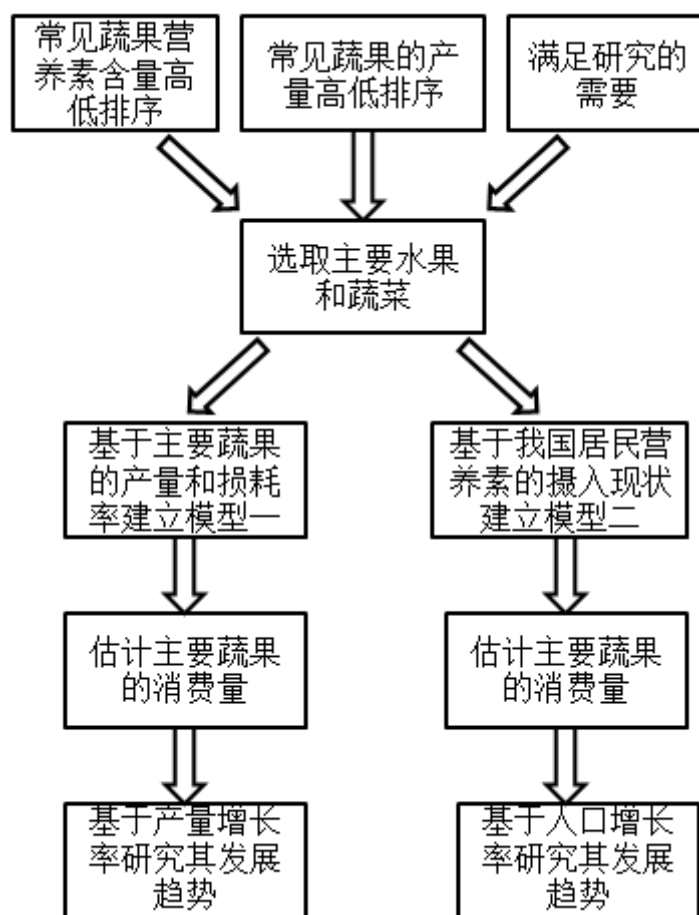 常见蔬果营
养素含量高
低排序
常见蔬果的产
量高低排序
满足研究的
需要
选取主要水果
和蔬菜
基于主要蔬果
的产量和损耗
率建立模型一
基于我国居民营
养素的摄入现状
建立模型二
估计主要蔬果
的消费量
估计主要蔬果
的消费量
基于产量增长
率研究其发展
趋势
基于人口增长
率研究其发展
趋势